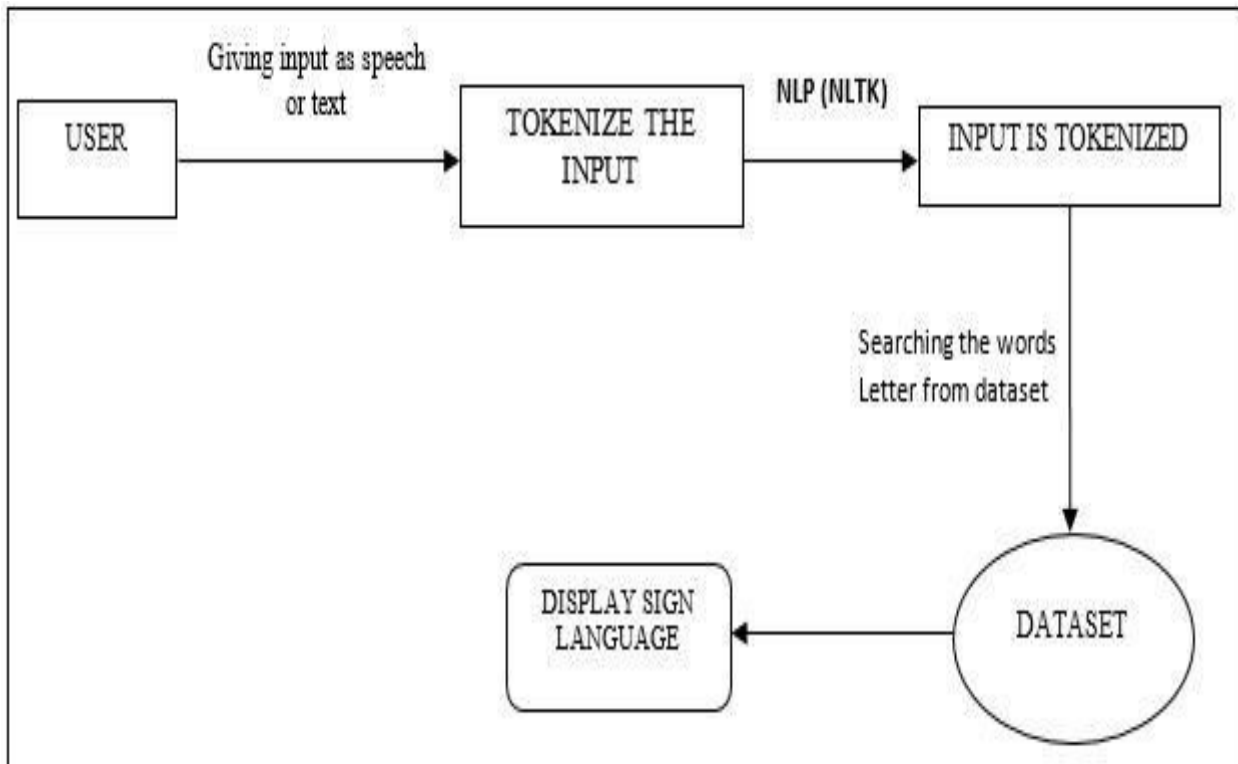 Giving input as speech
or text
USER
TOKENIZE THE
INPUT
NLP (NLTK)
INPUT IS TOKENIZED
Searching the words
Letter from dataset
DATASET
DISPLAY SIGN
LANGUAGE